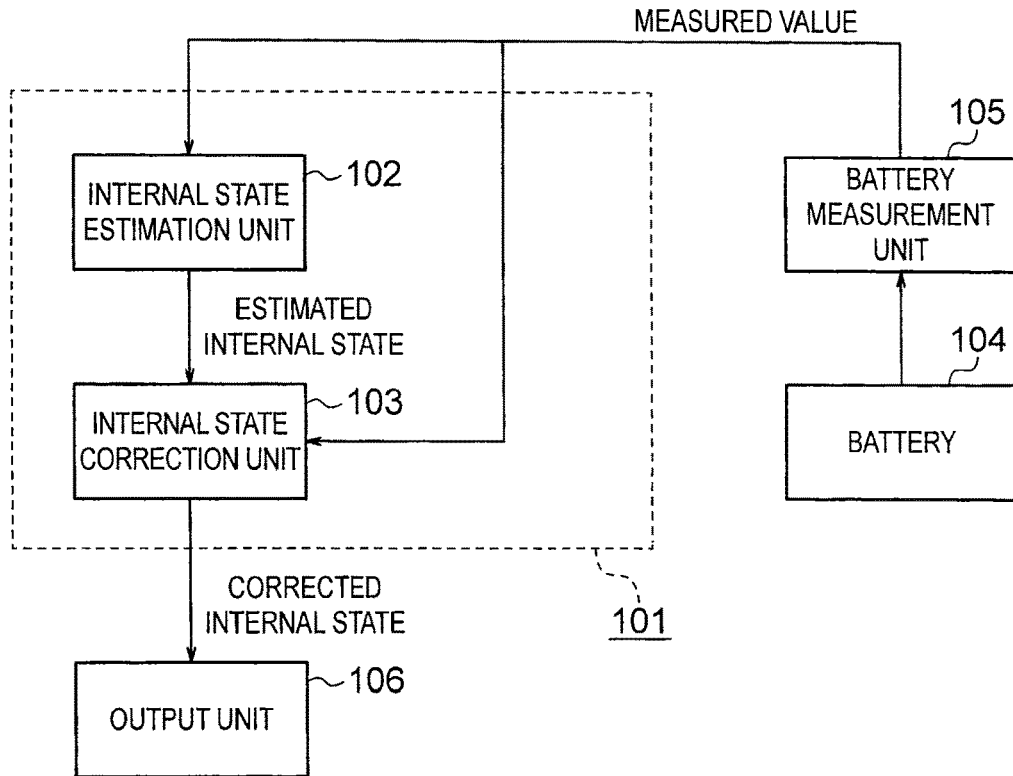 MEASURED VALUE
105
102
INTERNAL STATE
ESTIMATION UNIT
BATTERY
MEASUREMENT
UNIT
ESTIMATED
INTERNAL STATE
104
103
INTERNAL STATE
CORRECTION UNIT
BATTERY
CORRECTED
INTERNAL STATE
101
106
OUTPUT UNIT